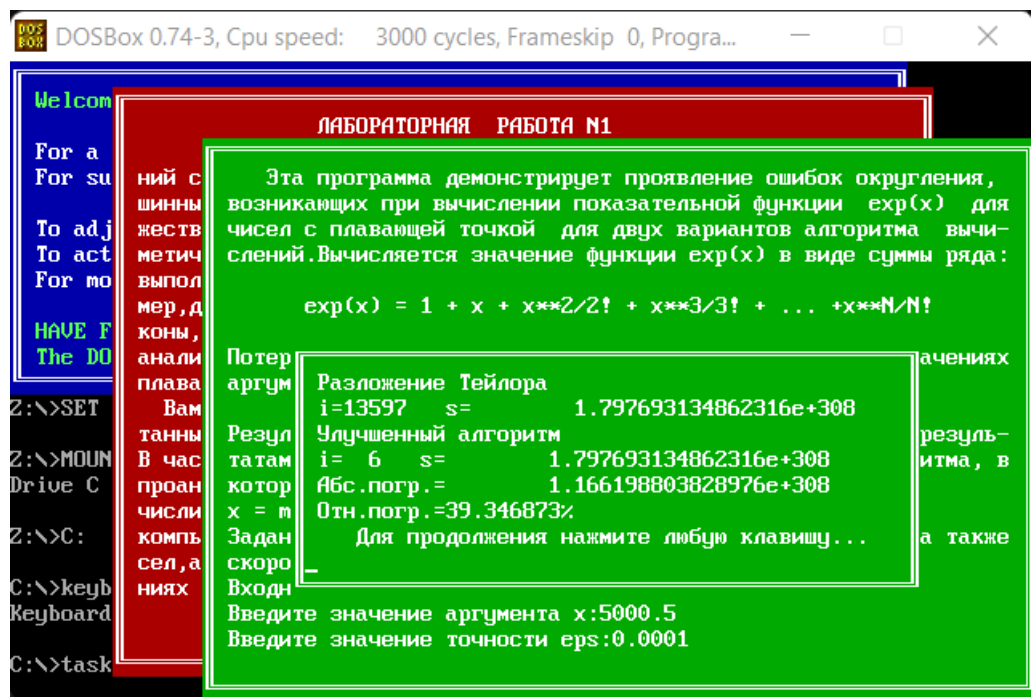 DOSBox 0.74-3, Cpu speed: 3000 cycles, Frameskip 0, Progra...
Welcom
For a
For su
To adj
To act
For mo
HAVE F
The DO
Z:\>SET
Z:\>MOUN
Drive C
Z:\>C:
C:\>keyb
Keyboard
C:\>task
ЛАБОРАТОРНАЯ РАБОТА N1
ний с
шинны
жеств
метич
выпол
мер,д
коны,
анали
плава
Вам
танны
В час
проан
числи
x = m
компь
сел,а
ниях
Эта программа демонстрирует проявление ошибок округления,
возникающих при вычислении показательной функции exp(x) для
чисел с плавающей точкой для двух вариантов алгоритма вычи-
слений.Вычисляется значение функции exp(x) в виде суммы ряда:
exp(x) = 1 + x + x**2/2! + x**3/3! + ... +x**N/N!
Потер ачениях
аргум
Резул резуль-
татам итма, в
котор
Задан а также
скоро
Входн
Разложение Тейлора
i=13597 s= 1.797693134862316e+308
Улучшенный алгоритм
i= 6 s= 1.797693134862316e+308
Абс.погр.= 1.166198803828976e+308
Отн.погр.=39.346873%
Для продолжения нажмите любую клавишу...
Введите значение аргумента x:5000.5
Введите значение точности eps:0.0001